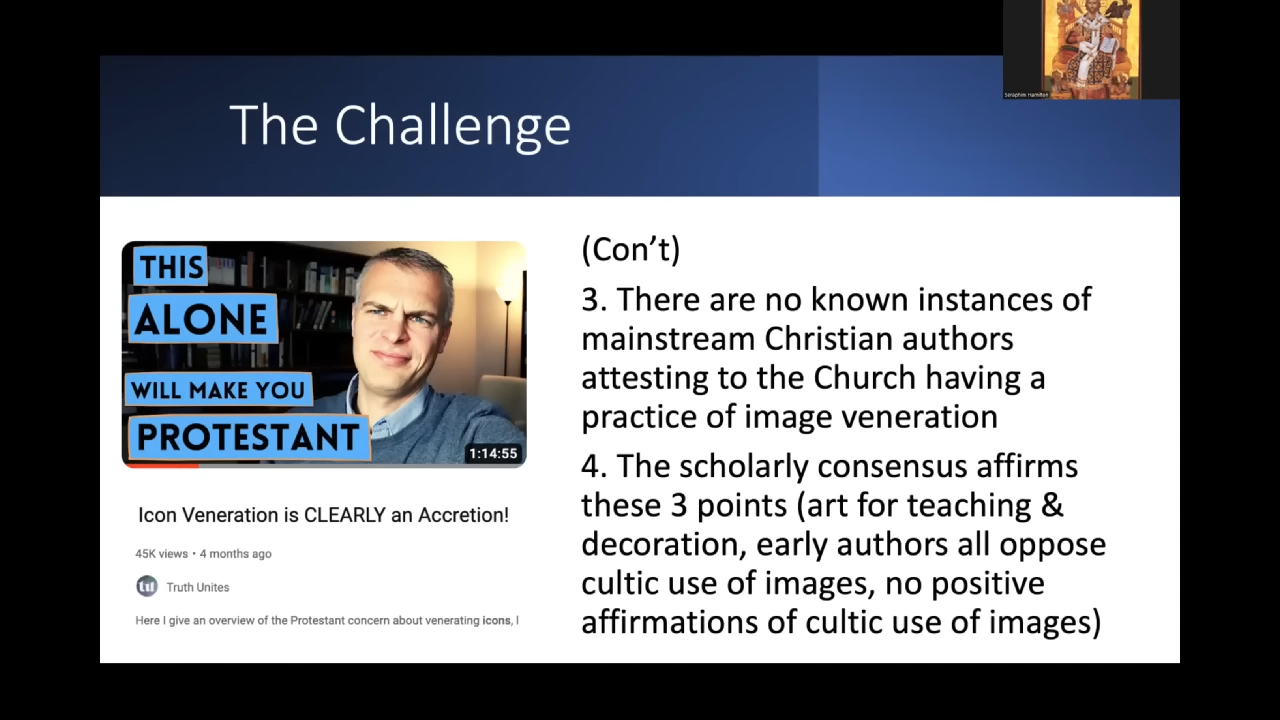 Seraphim Hamilton
The Challenge
THIS
ALONE
WILL MAKE YOU
PROTESTANT
1:14:55
Icon Veneration is CLEARLY an Accretion!
45K views • 4 months ago
tu
Truth Unites
Here I give an overview of the Protestant concern about venerating icons, I
(Con’t)
3. There are no known instances of
mainstream Christian authors
attesting to the Church having a
practice of image veneration
4. The scholarly consensus affirms
these 3 points (art for teaching &
decoration, early authors all oppose
cultic use of images, no positive
affirmations of cultic use of images)